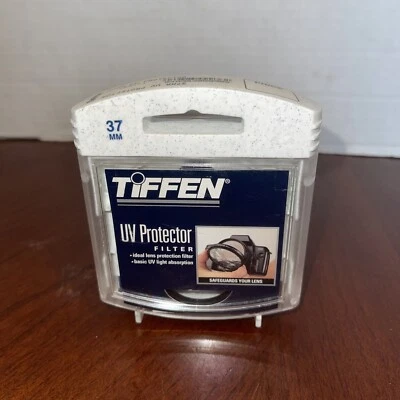 37
MM
TIFFEN®
UV Protector
FILTER
• ideal lens protection filter
• basic UV light absorption
SAFEGUARDS YOUR LENS